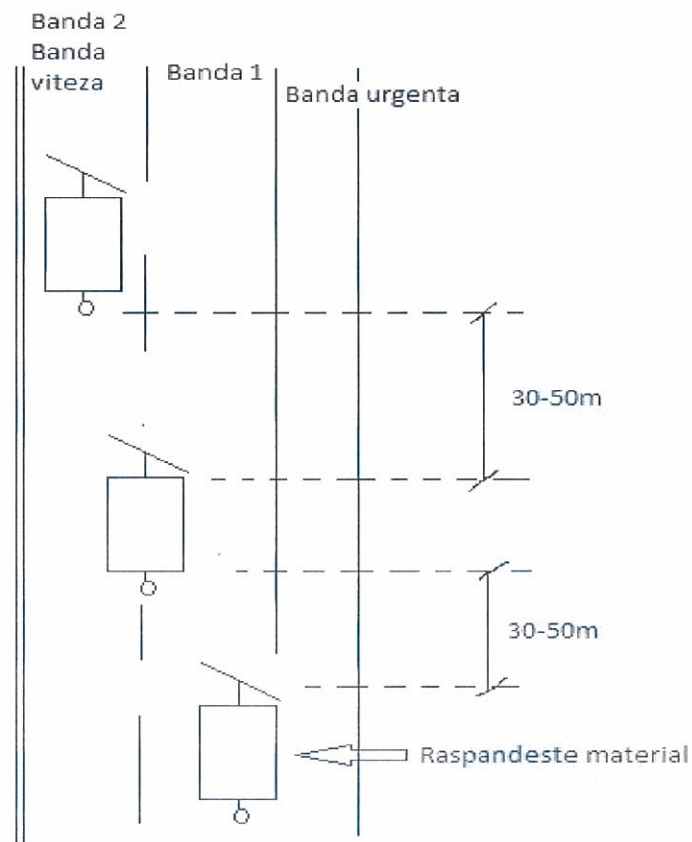 Banda 2
Banda
viteza
Banda 1
Banda urgenta
30-50m
30-50m
Raspandeste material